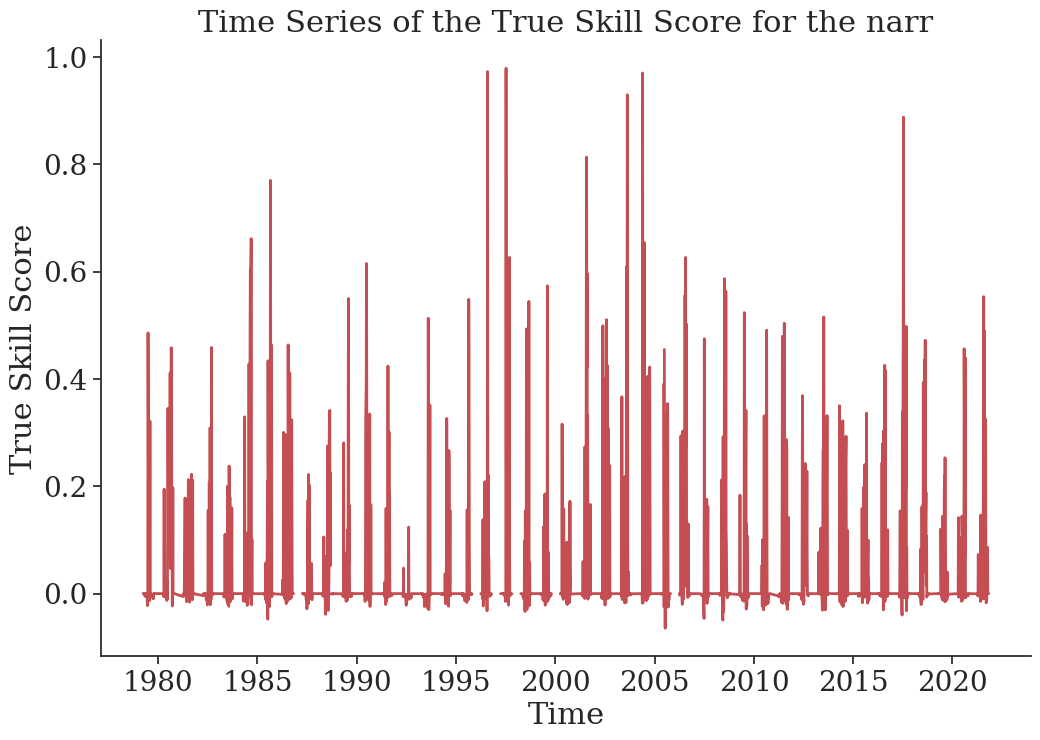 Time Series of the True Skill Score for the narr
1.0
0.8
0.6
0.4
0.2
0.0
True Skill Score
1980 1985 1990 1995 2000 2005 2010 2015 2020
Time